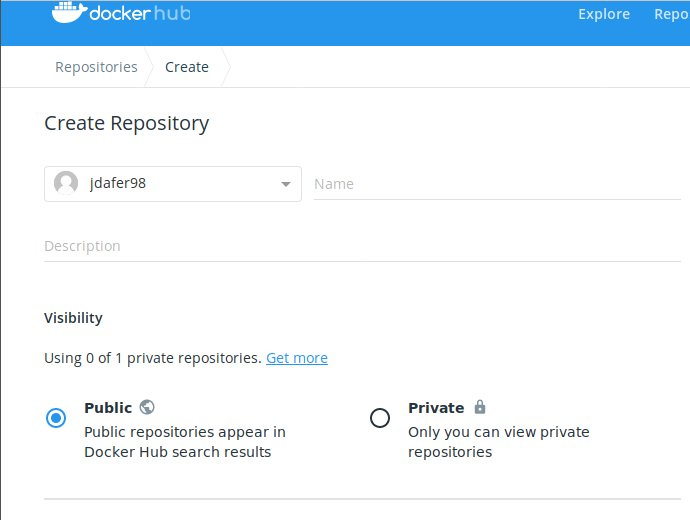 docker hub
Explore Repo
Repositories Create
Create Repository
jdafer98 Name
Description
Visibility
Using 0 of 1 private repositories. Get more
Public Private
Public repositories appear in Only you can view private
Docker Hub search results repositories